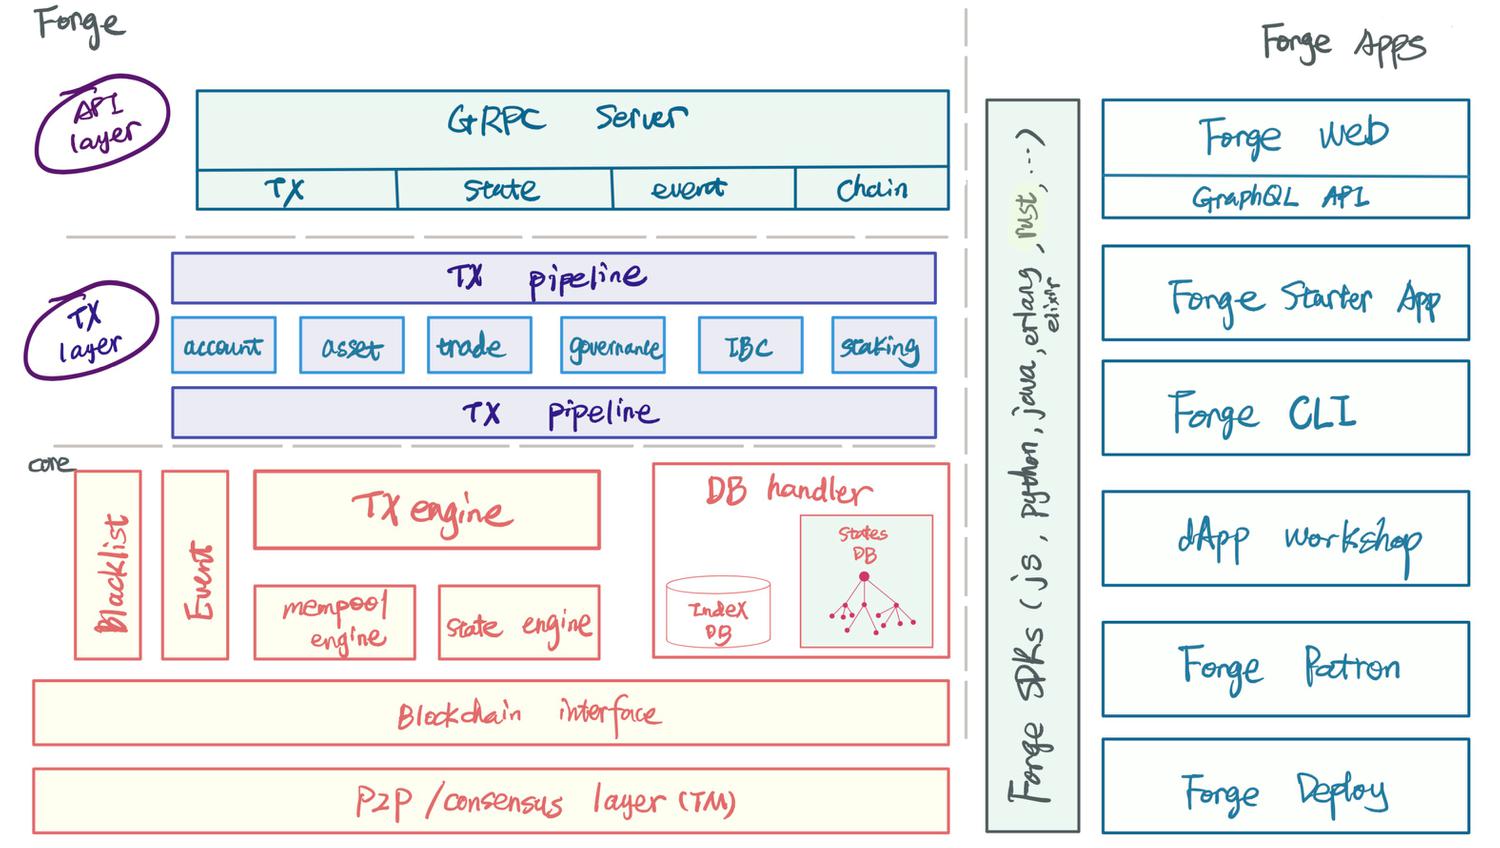 Forge
API
layer
GRPC Server
TX
state
event
Chain
TX
layer
TX pipeline
account
asset
trade
governance
IBC
staking
TX pipeline
core
Blacklist
Event
TX engine
mempool
engine
state engine
DB handler
States
DB
Index
DB
Blockchain interface
P2P /consensus layer (TM)
Forge SDKs (js, python, java, erlang, rust, ...)
elixir
Forge Apps
Forge Web
GraphQL API
Forge Starter App
Forge CLI
dApp workshop
Forge Patron
Forge Deploy